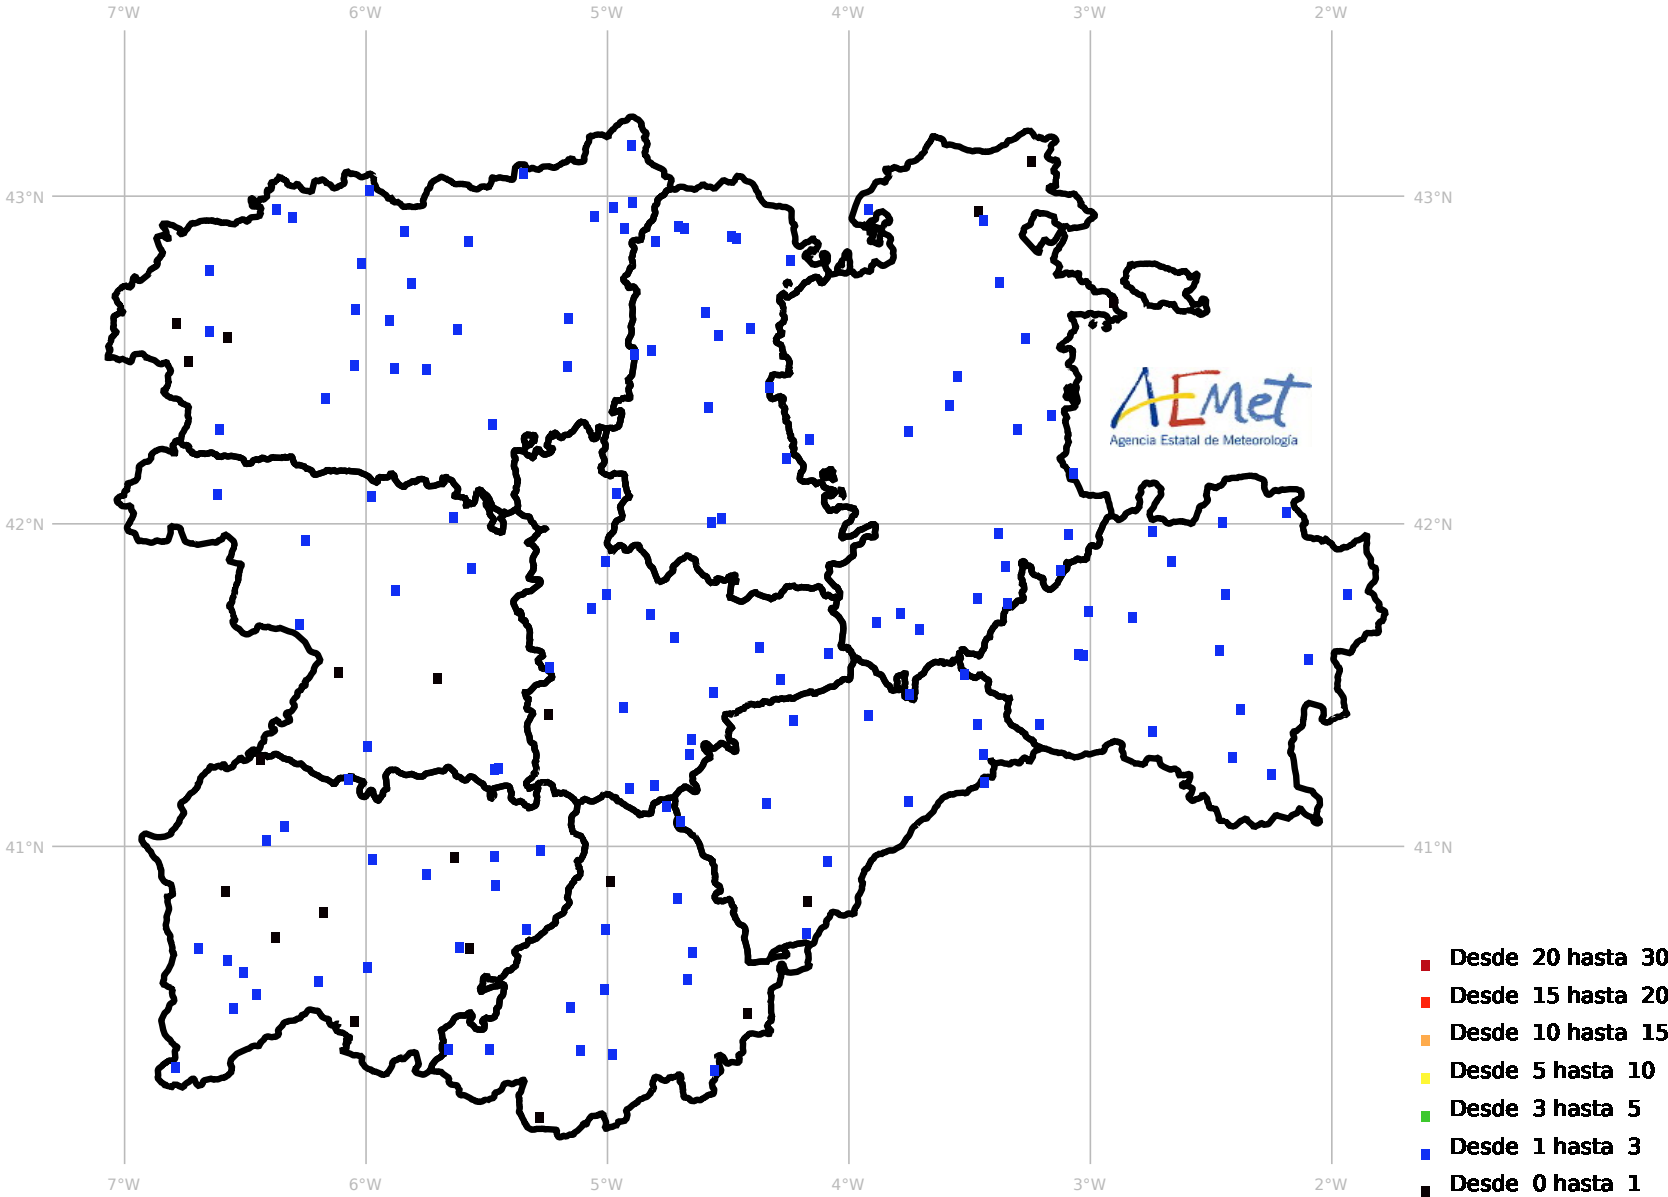 7°W 6°W 5°W 4°W 3°W 2°W
43°N 43°N
AEMet
Agencia Estatal de Meteorología
42°N 42°N
41°N 41°N
Desde 20 hasta 30
Desde 15 hasta 20
Desde 10 hasta 15
Desde 5 hasta 10
Desde 3 hasta 5
Desde 1 hasta 3
Desde 0 hasta 1
7°W 6°W 5°W 4°W 3°W 2°W